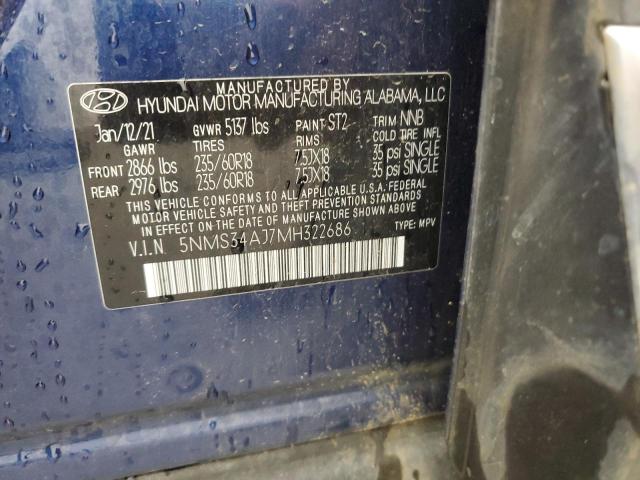 MANUFACTURED BY
HYUNDAI MOTOR MANUFACTURING ALABAMA, LLC
Jan/12/21 GVWR 5137 lbs PAINT ST2 TRIM NNB
GAWR TIRES RIMS COLD TIRE INFL
FRONT 2866 lbs 235/60R18 7.5JX18 35 psi SINGLE
REAR 2976 lbs 235/60R18 7.5JX18 35 psi SINGLE
THIS VEHICLE CONFORMS TO ALL APPLICABLE U.S.A. FEDERAL
MOTOR VEHICLE SAFETY AND THEFT PREVENTION STANDARDS
IN EFFECT ON THE DATE OF MANUFACTURE SHOWN ABOVE.
V.I.N. 5NMS34AJ7MH322686 TYPE: MPV